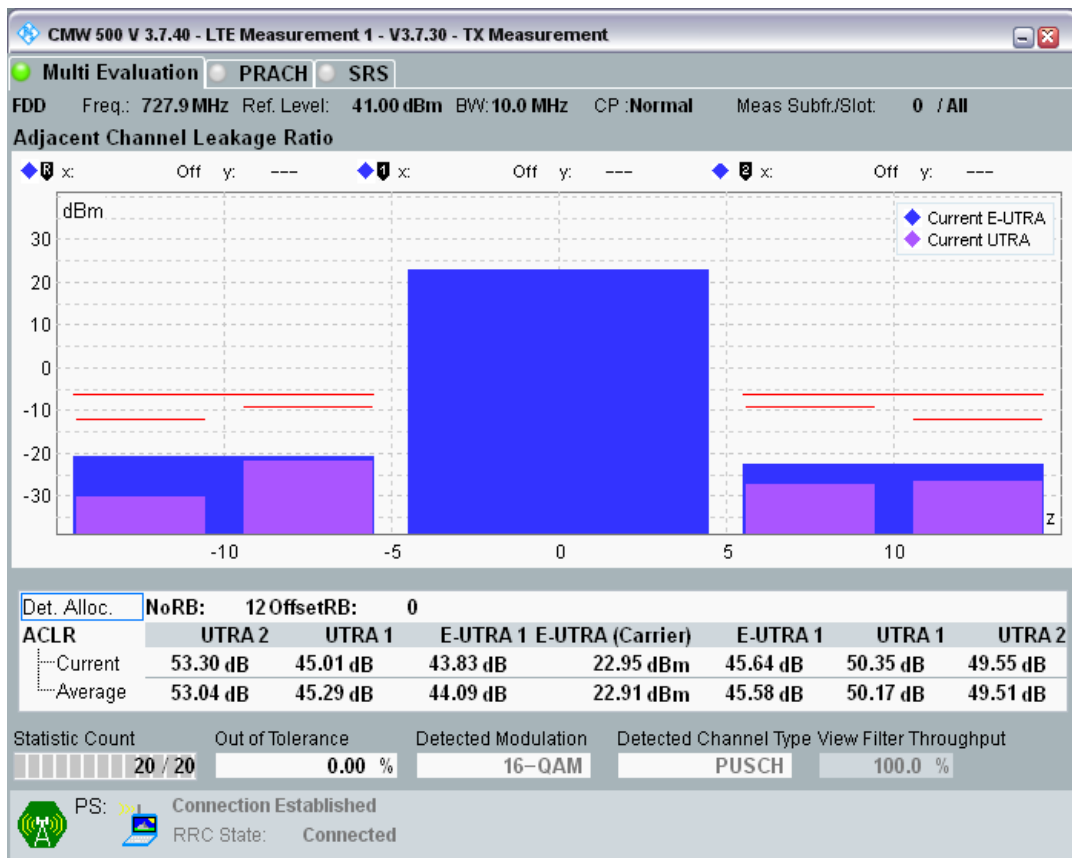 CMW 500 V 3.7.40 - LTE Measurement 1 - V3.7.30 - TX Measurement
Multi Evaluation PRACH SRS
FDD Freq.: 727.9 MHz Ref. Level: 41.00 dBm BW: 10.0 MHz CP :Normal Meas Subfr./Slot: 0 / All
Adjacent Channel Leakage Ratio
R x: Off y: --- 1 x: Off y: --- 2 x: Off y: ---
dBm
Current E-UTRA
Current UTRA
30
20
10
0
-10
-20
-30
z
-10 -5 0 5 10
Det. Alloc. NoRB: 12 OffsetRB: 0
ACLR UTRA 2 UTRA 1 E-UTRA 1 E-UTRA (Carrier) E-UTRA 1 UTRA 1 UTRA 2
Current 53.30 dB 45.01 dB 43.83 dB 22.95 dBm 45.64 dB 50.35 dB 49.55 dB
Average 53.04 dB 45.29 dB 44.09 dB 22.91 dBm 45.58 dB 50.17 dB 49.51 dB
Statistic Count Out of Tolerance Detected Modulation Detected Channel Type View Filter Throughput
20 / 20 0.00 % 16-QAM PUSCH 100.0 %
PS: Connection Established
RRC State: Connected